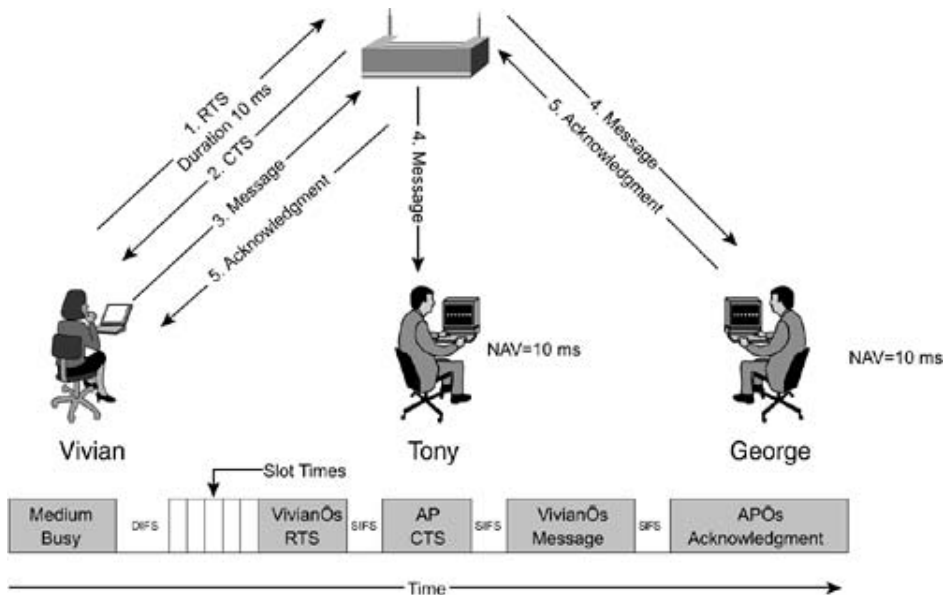 1. RTS
Duration 10 ms
2. CTS
3. Message
5. Acknowledgment
4. Message
4. Message
5. Acknowledgment
NAV=10 ms
NAV=10 ms
Vivian
Tony
George
Slot Times
Medium
Busy
DIFS
VivianÕs
RTS
SIFS
AP
CTS
SIFS
VivianÕs
Message
SIFS
APÕs
Acknowledgment
Time